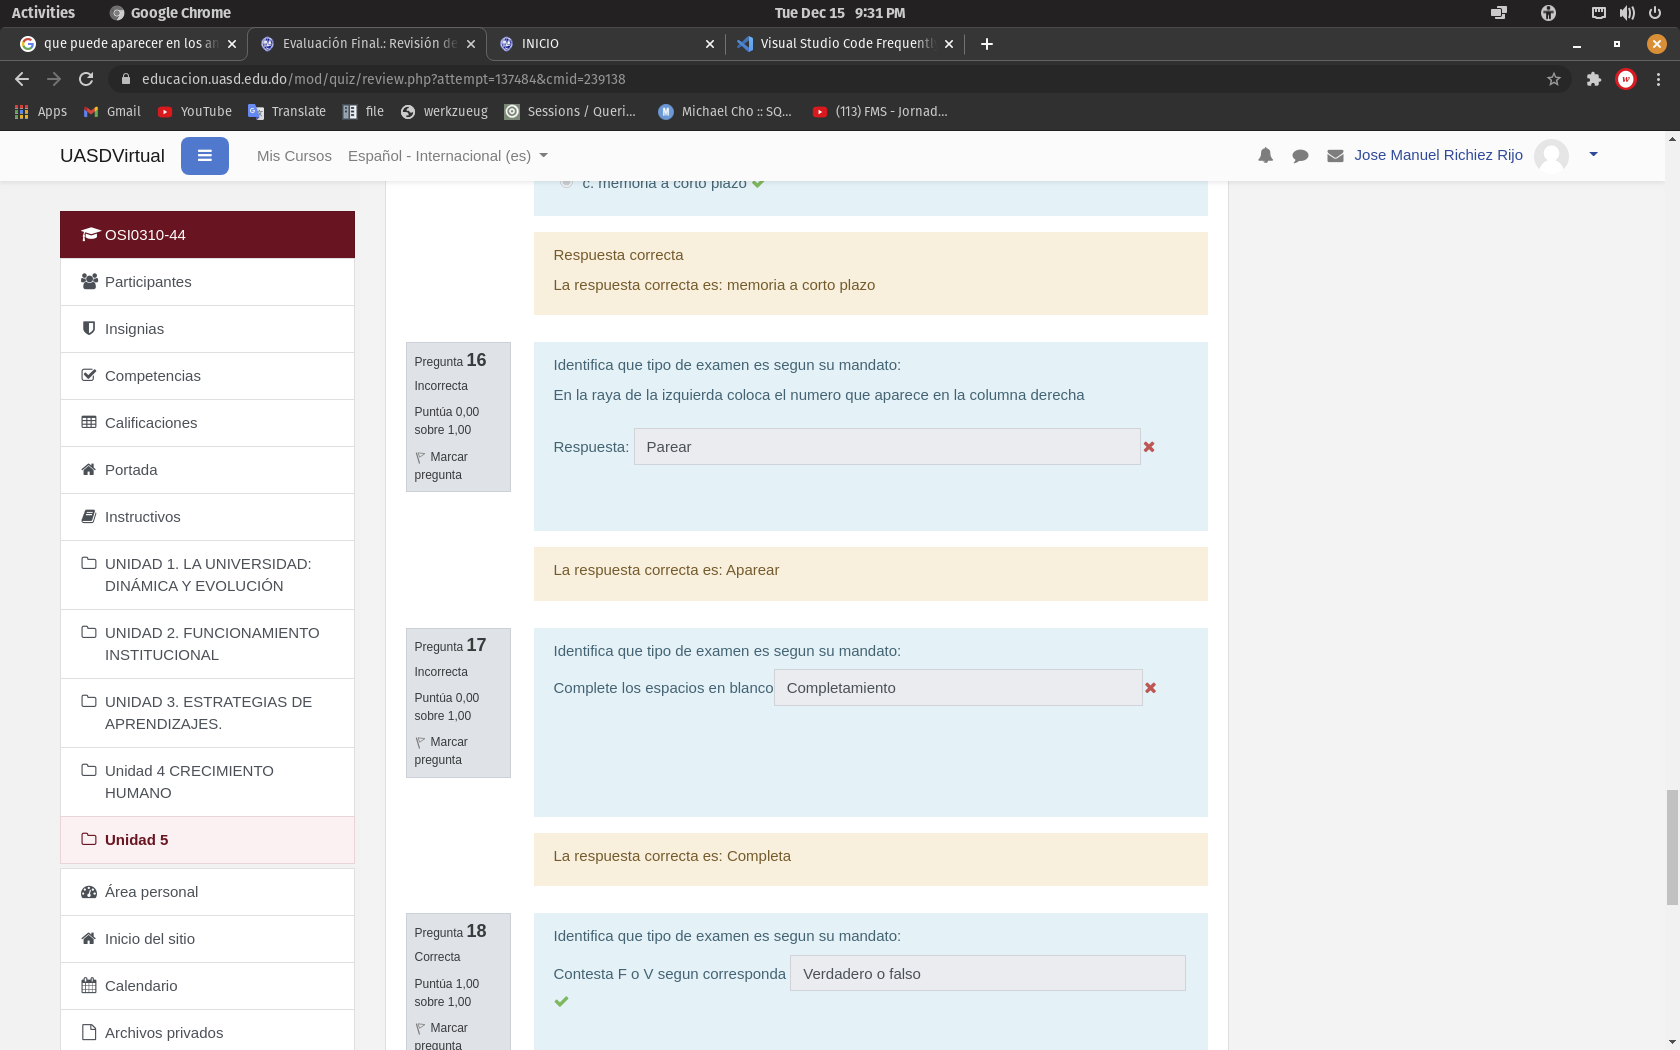 Activities
Google Chrome
Tue Dec 15 9:31 PM
que puede aparecer en los an
Evaluación Final.: Revisión de
INICIO
Visual Studio Code Frequentl
educacion.uasd.edu.do/mod/quiz/review.php?attempt=137484&cmid=239138
Apps
Gmail
YouTube
Translate
file
werkzueug
Sessions / Queri...
Michael Cho :: SQ...
(113) FMS - Jornad...
UASDVirtual
Mis Cursos
Español - Internacional (es)
Jose Manuel Richiez Rijo
OSI0310-44
Participantes
Insignias
Competencias
Calificaciones
Portada
Instructivos
UNIDAD 1. LA UNIVERSIDAD:
DINÁMICA Y EVOLUCIÓN
UNIDAD 2. FUNCIONAMIENTO
INSTITUCIONAL
UNIDAD 3. ESTRATEGIAS DE
APRENDIZAJES.
Unidad 4 CRECIMIENTO
HUMANO
Unidad 5
Área personal
Inicio del sitio
Calendario
Archivos privados
c. memoria a corto plazo
Respuesta correcta
La respuesta correcta es: memoria a corto plazo
Pregunta 16
Incorrecta
Puntúa 0,00
sobre 1,00
Marcar
pregunta
Identifica que tipo de examen es segun su mandato:
En la raya de la izquierda coloca el numero que aparece en la columna derecha
Respuesta: Parear
La respuesta correcta es: Aparear
Pregunta 17
Incorrecta
Puntúa 0,00
sobre 1,00
Marcar
pregunta
Identifica que tipo de examen es segun su mandato:
Complete los espacios en blanco Completamiento
La respuesta correcta es: Completa
Pregunta 18
Correcta
Puntúa 1,00
sobre 1,00
Marcar
pregunta
Identifica que tipo de examen es segun su mandato:
Contesta F o V segun corresponda Verdadero o falso